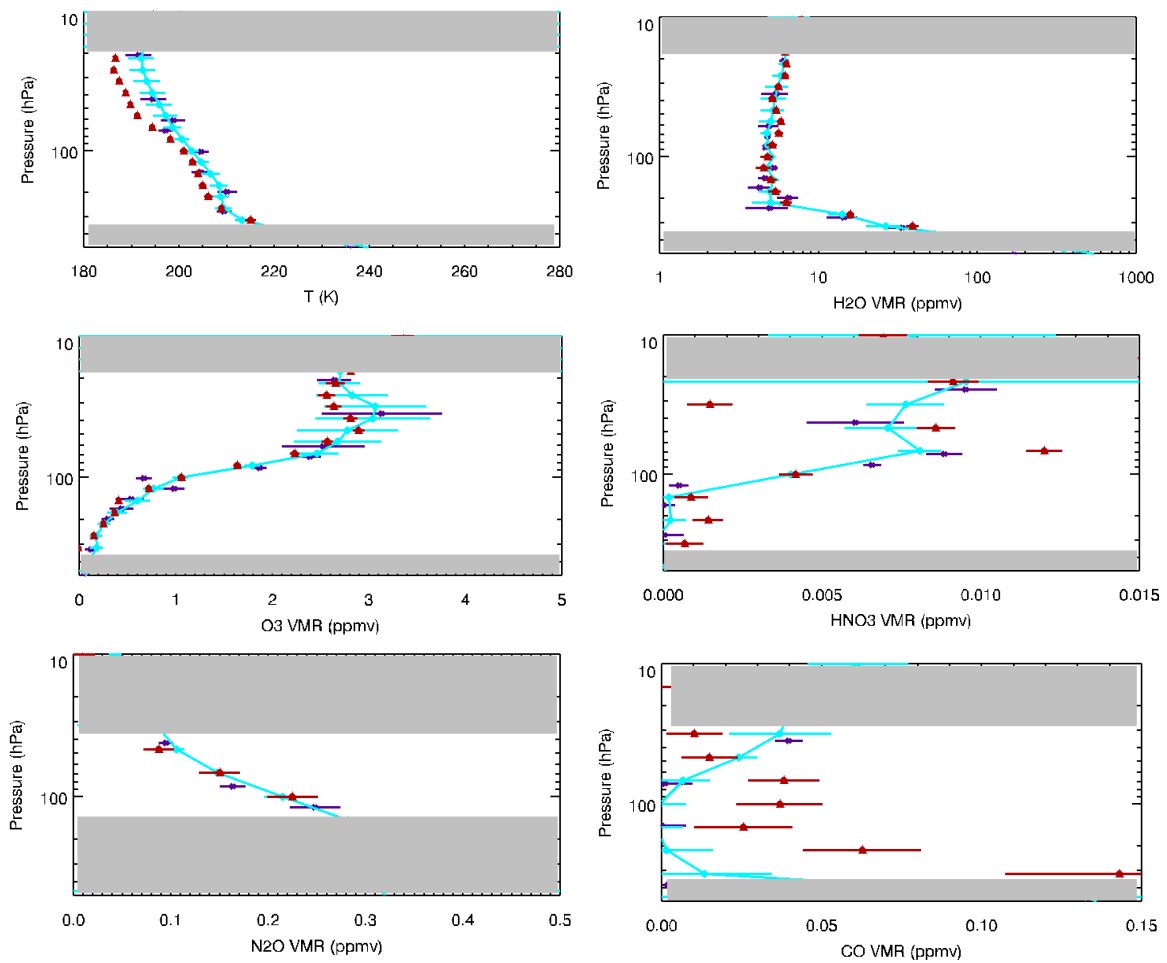 10
100
Pressure (hPa)
180 200 220 240 260 280
T (K)
10
100
Pressure (hPa)
1 10 100 1000
H2O VMR (ppmv)
10
100
Pressure (hPa)
0 1 2 3 4 5
O3 VMR (ppmv)
10
100
Pressure (hPa)
0.000 0.005 0.010 0.015
HNO3 VMR (ppmv)
10
100
Pressure (hPa)
0.0 0.1 0.2 0.3 0.4 0.5
N2O VMR (ppmv)
10
100
Pressure (hPa)
0.00 0.05 0.10 0.15
CO VMR (ppmv)